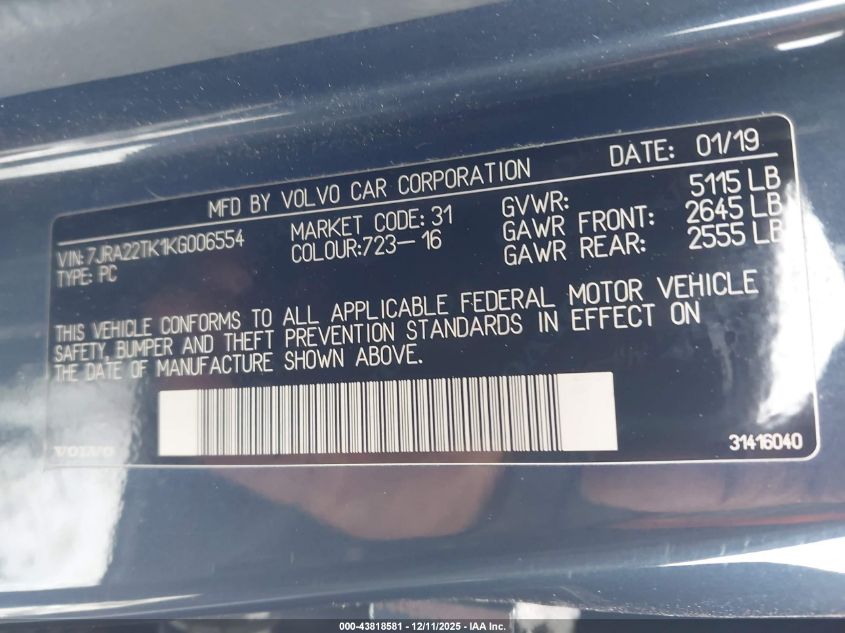 MFD BY VOLVO CAR CORPORATION DATE: 01/19
VIN: 7JRA22TK1KG006554 MARKET CODE: 31 GVWR: 5115 LB
TYPE: PC COLOUR:723-16 GAWR FRONT: 2645 LB
GAWR REAR: 2555 LB
THIS VEHICLE CONFORMS TO ALL APPLICABLE FEDERAL MOTOR VEHICLE
SAFETY, BUMPER AND THEFT PREVENTION STANDARDS IN EFFECT ON
THE DATE OF MANUFACTURE SHOWN ABOVE.
VOLVO 31416040
000-43818581 - 12/11/2025 - IAA Inc.